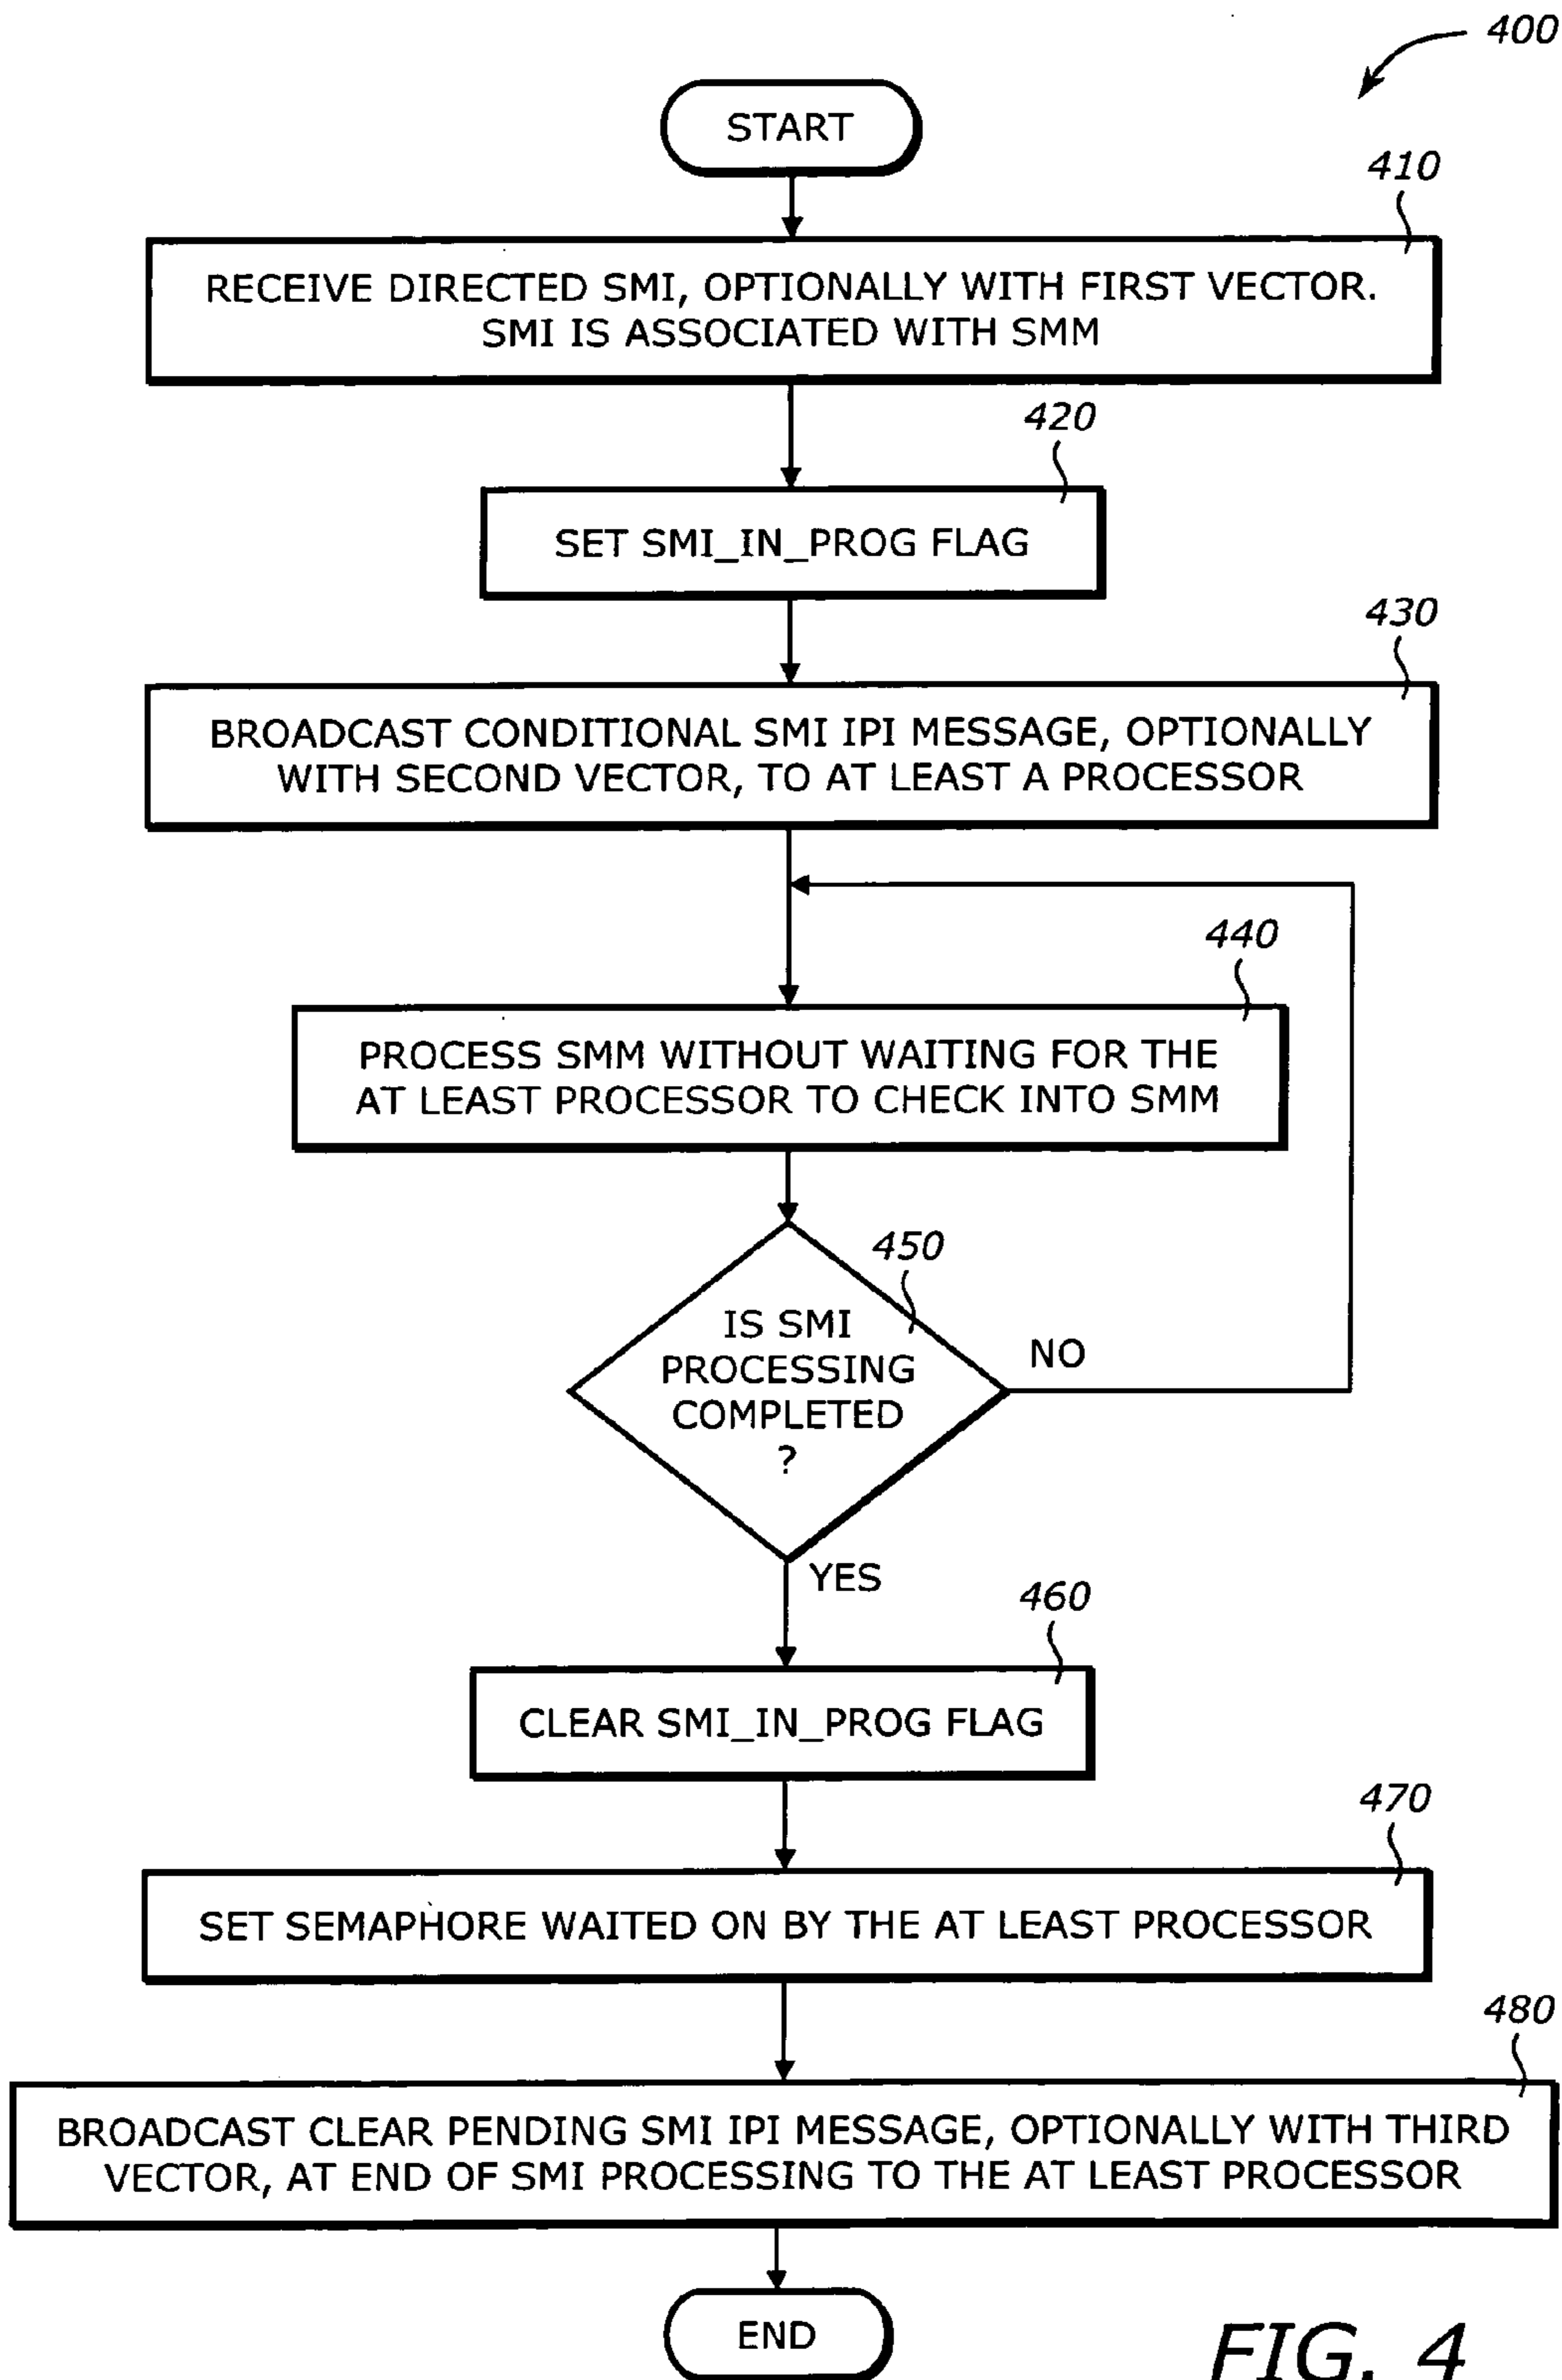 400
START
410
RECEIVE DIRECTED SMI, OPTIONALLY WITH FIRST VECTOR.
SMI IS ASSOCIATED WITH SMM
420
SET SMI_IN_PROG FLAG
430
BROADCAST CONDITIONAL SMI IPI MESSAGE, OPTIONALLY
WITH SECOND VECTOR, TO AT LEAST A PROCESSOR
440
PROCESS SMM WITHOUT WAITING FOR THE
AT LEAST PROCESSOR TO CHECK INTO SMM
450
IS SMI
PROCESSING
COMPLETED
?
NO
YES
460
CLEAR SMI_IN_PROG FLAG
470
SET SEMAPHORE WAITED ON BY THE AT LEAST PROCESSOR
480
BROADCAST CLEAR PENDING SMI IPI MESSAGE, OPTIONALLY WITH THIRD
VECTOR, AT END OF SMI PROCESSING TO THE AT LEAST PROCESSOR
END
FIG. 4